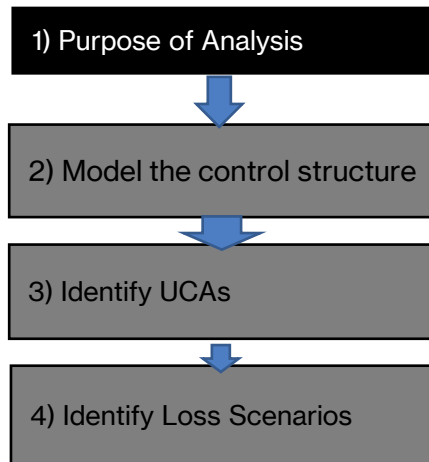 1) Purpose of Analysis
2) Model the control structure
3) Identify UCAs
4) Identify Loss Scenarios